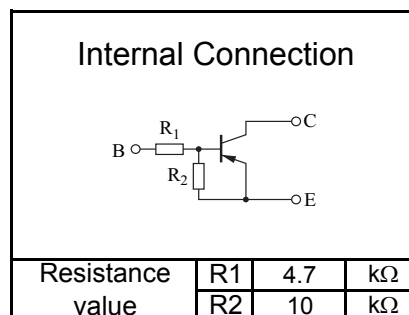 Internal Connection
C
R1
B
R2
E
Resistance value
R1 4.7 kΩ
R2 10 kΩ